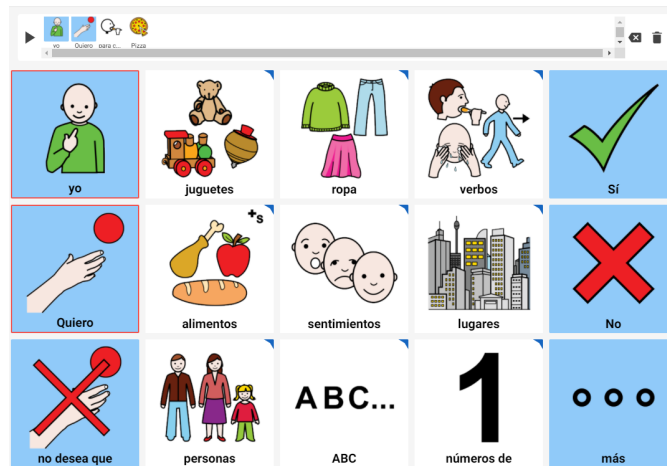 yo Quiero para c... Pizza
yo juguetes ropa verbos Sí
+s
Quiero alimentos sentimientos lugares No
ABC...
1
no desea que personas ABC números de más